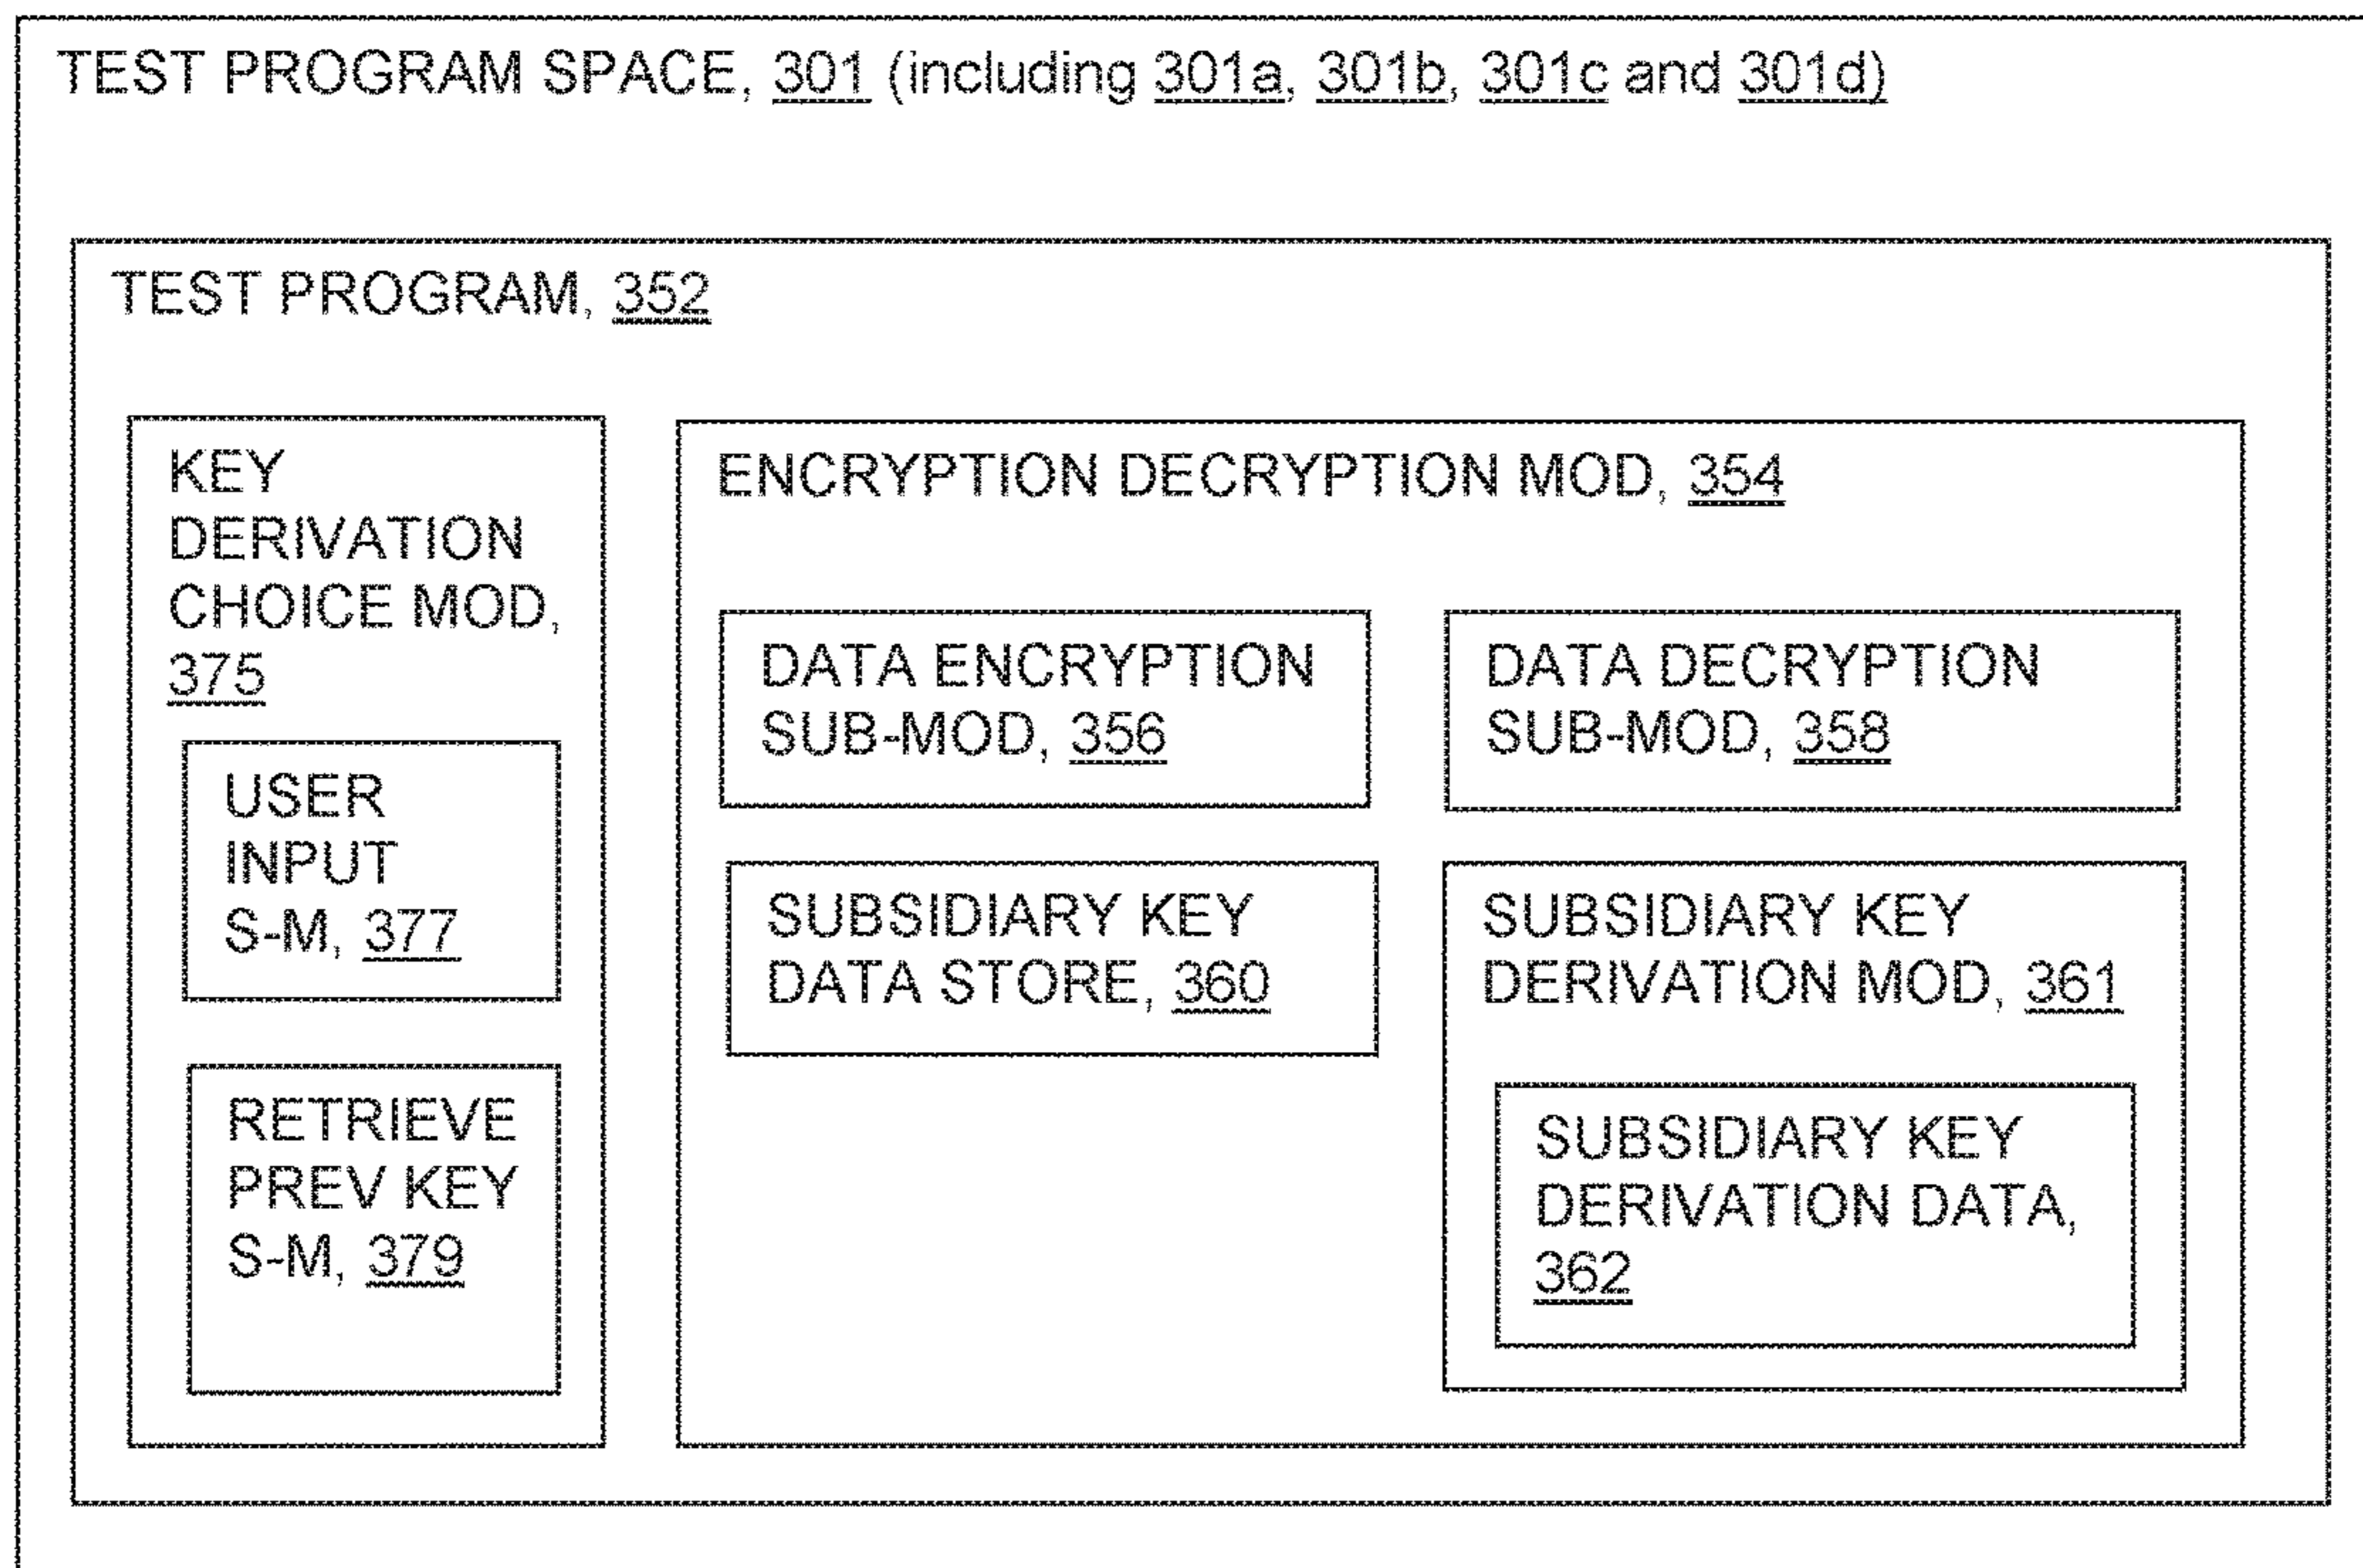 TEST PROGRAM SPACE, 301 (including 301a, 301b, 301c and 301d)
TEST PROGRAM, 352
KEY
DERIVATION
CHOICE MOD,
375
USER
INPUT
S-M, 377
RETRIEVE
PREV KEY
S-M, 379
ENCRYPTION DECRYPTION MOD, 354
DATA ENCRYPTION
SUB-MOD, 356
DATA DECRYPTION
SUB-MOD, 358
SUBSIDIARY KEY
DATA STORE, 360
SUBSIDIARY KEY
DERIVATION MOD, 361
SUBSIDIARY KEY
DERIVATION DATA,
362